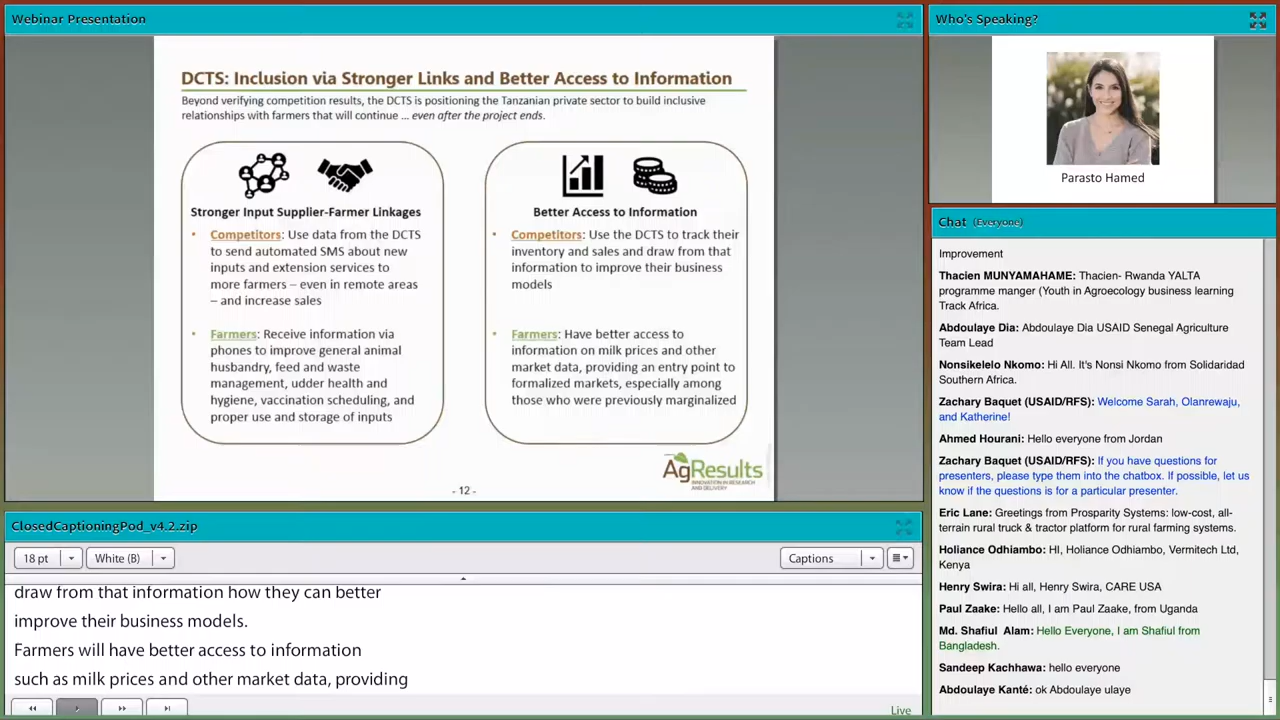 Webinar Presentation
DCTS: Inclusion via Stronger Links and Better Access to Information
Beyond verifying competition results, the DCTS is positioning the Tanzanian private sector to build inclusive
relationships with farmers that will continue ... even after the project ends.
Stronger Input Supplier-Farmer Linkages
• Competitors: Use data from the DCTS
to send automated SMS about new
inputs and extension services to
more farmers – even in remote areas
– and increase sales
• Farmers: Receive information via
phones to improve general animal
husbandry, feed and waste
management, udder health and
hygiene, vaccination scheduling, and
proper use and storage of inputs
Better Access to Information
• Competitors: Use the DCTS to track their
inventory and sales and draw from that
information to improve their business
models
• Farmers: Have better access to
information on milk prices and other
market data, providing an entry point to
formalized markets, especially among
those who were previously marginalized
AgResults
INNOVATION IN RESEARCH
AND DELIVERY
- 12 -
Who's Speaking?
Parasto Hamed
Chat (Everyone)
Improvement
Thacien MUNYAMAHAME: Thacien- Rwanda YALTA
programme manger (Youth in Agroecology business learning
Track Africa.
Abdoulaye Dia: Abdoulaye Dia USAID Senegal Agriculture
Team Lead
Nonsikelelo Nkomo: Hi All. It's Nonsi Nkomo from Solidaridad
Southern Africa.
Zachary Baquet (USAID/RFS): Welcome Sarah, Olanrewaju,
and Katherine!
Ahmed Hourani: Hello everyone from Jordan
Zachary Baquet (USAID/RFS): If you have questions for
presenters, please type them into the chatbox. If possible, let us
know if the questions is for a particular presenter.
Eric Lane: Greetings from Prosperity Systems: low-cost, all-
terrain rural truck & tractor platform for rural farming systems.
Holiance Odhiambo: HI, Holiance Odhiambo, Vermitech Ltd,
Kenya
Henry Swira: Hi all, Henry Swira, CARE USA
Paul Zaake: Hello all, I am Paul Zaake, from Uganda
Md. Shafiul Alam: Hello Everyone, I am Shafiul from
Bangladesh.
Sandeep Kachhawa: hello everyone
Abdoulaye Kanté: ok Abdoulaye ulaye
ClosedCaptioningPod_v4.2.zip
18 pt
White (B)
Captions
draw from that information how they can better
improve their business models.
Farmers will have better access to information
such as milk prices and other market data, providing
Live